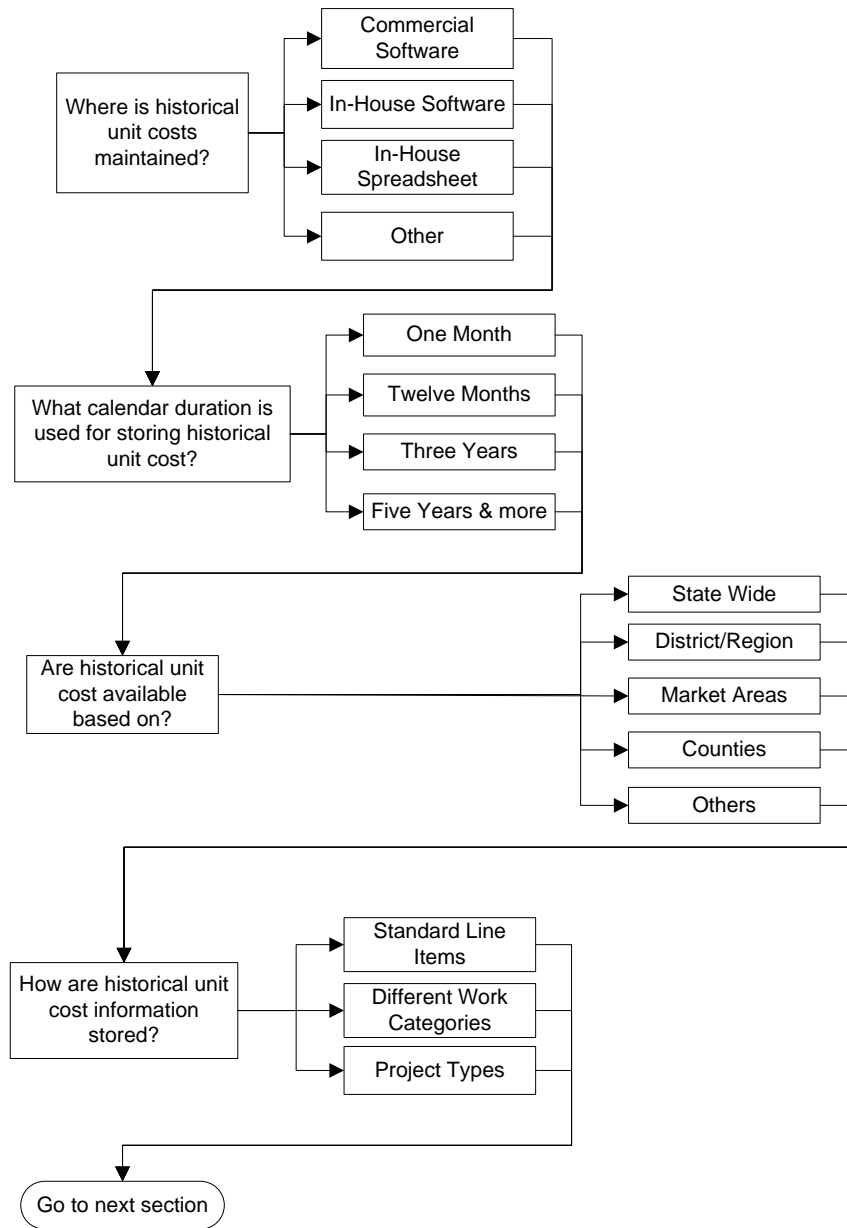 Commercial
Software
Where is historical
unit costs
maintained?
In-House Software
In-House
Spreadsheet
Other
One Month
What calendar duration is
used for storing historical
unit cost?
Twelve Months
Three Years
Five Years & more
State Wide
Are historical unit
cost available
based on?
District/Region
Market Areas
Counties
Others
Standard Line
Items
How are historical unit
cost information
stored?
Different Work
Categories
Project Types
Go to next section